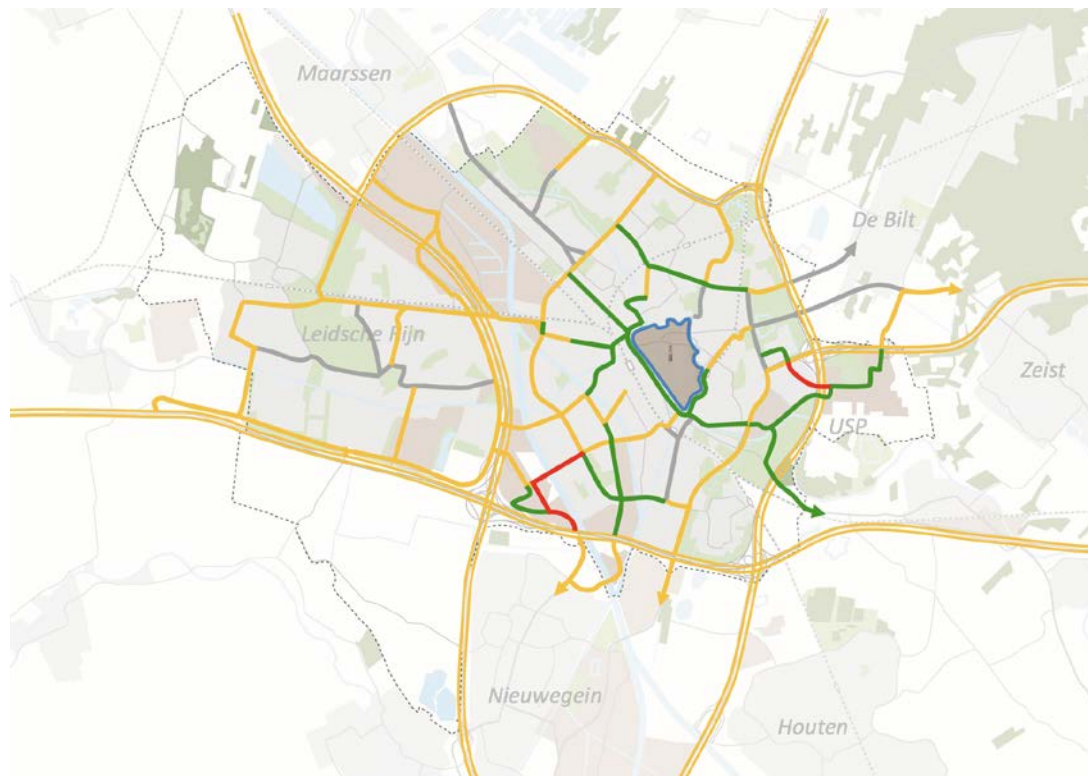 Maarssen
De Bilt
Leidsche Rijn
Zeist
USP
Nieuwegein
Houten